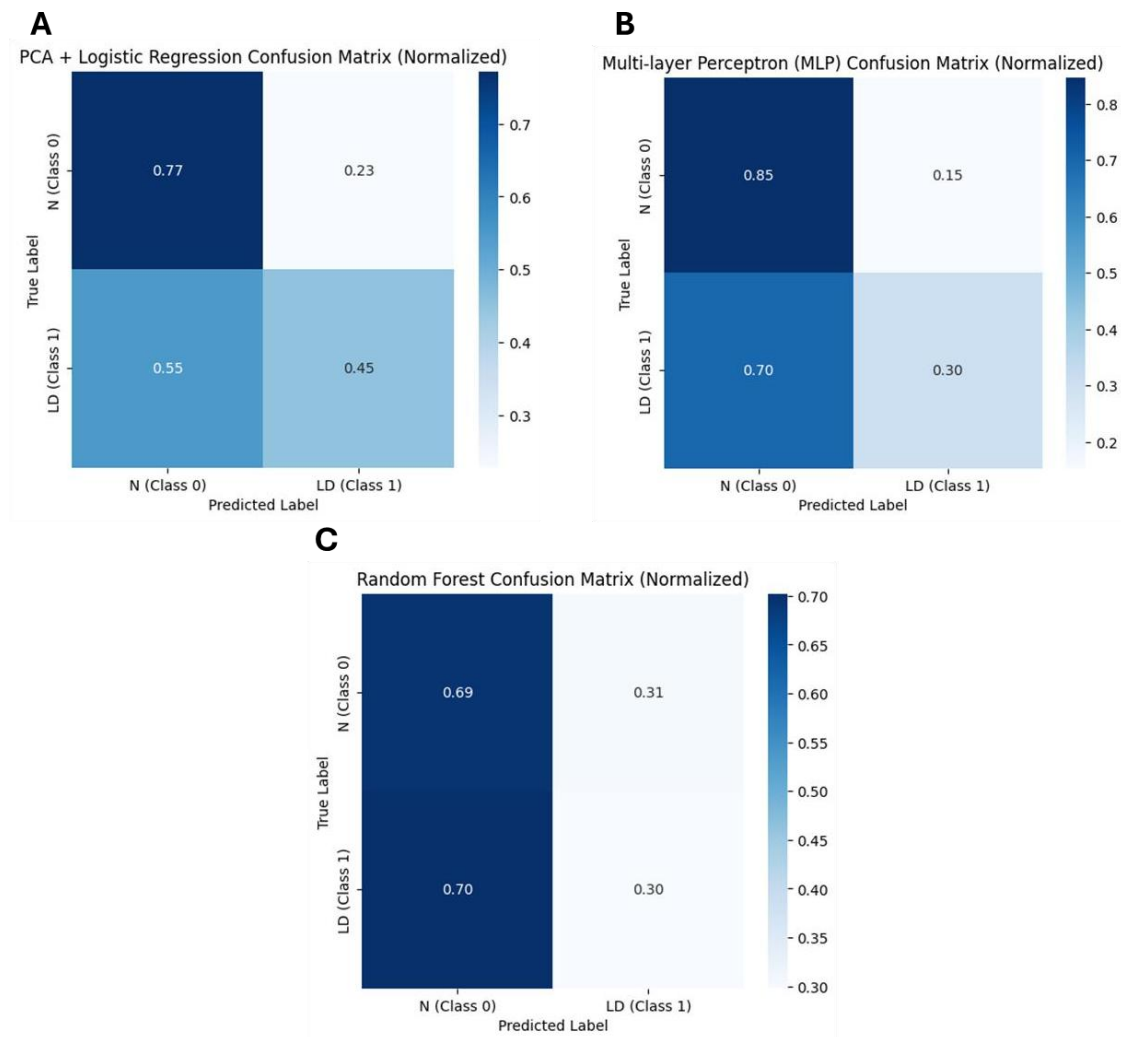 A
PCA + Logistic Regression Confusion Matrix (Normalized)
N (Class 0)
LD (Class 1)
True Label
0.77
0.23
0.55
0.45
N (Class 0)
LD (Class 1)
Predicted Label
0.7
0.6
0.5
0.4
0.3
B
Multi-layer Perceptron (MLP) Confusion Matrix (Normalized)
N (Class 0)
LD (Class 1)
True Label
0.85
0.15
0.70
0.30
N (Class 0)
LD (Class 1)
Predicted Label
0.8
0.7
0.6
0.5
0.4
0.3
0.2
C
Random Forest Confusion Matrix (Normalized)
N (Class 0)
LD (Class 1)
True Label
0.69
0.31
0.70
0.30
N (Class 0)
LD (Class 1)
Predicted Label
0.70
0.65
0.60
0.55
0.50
0.45
0.40
0.35
0.30